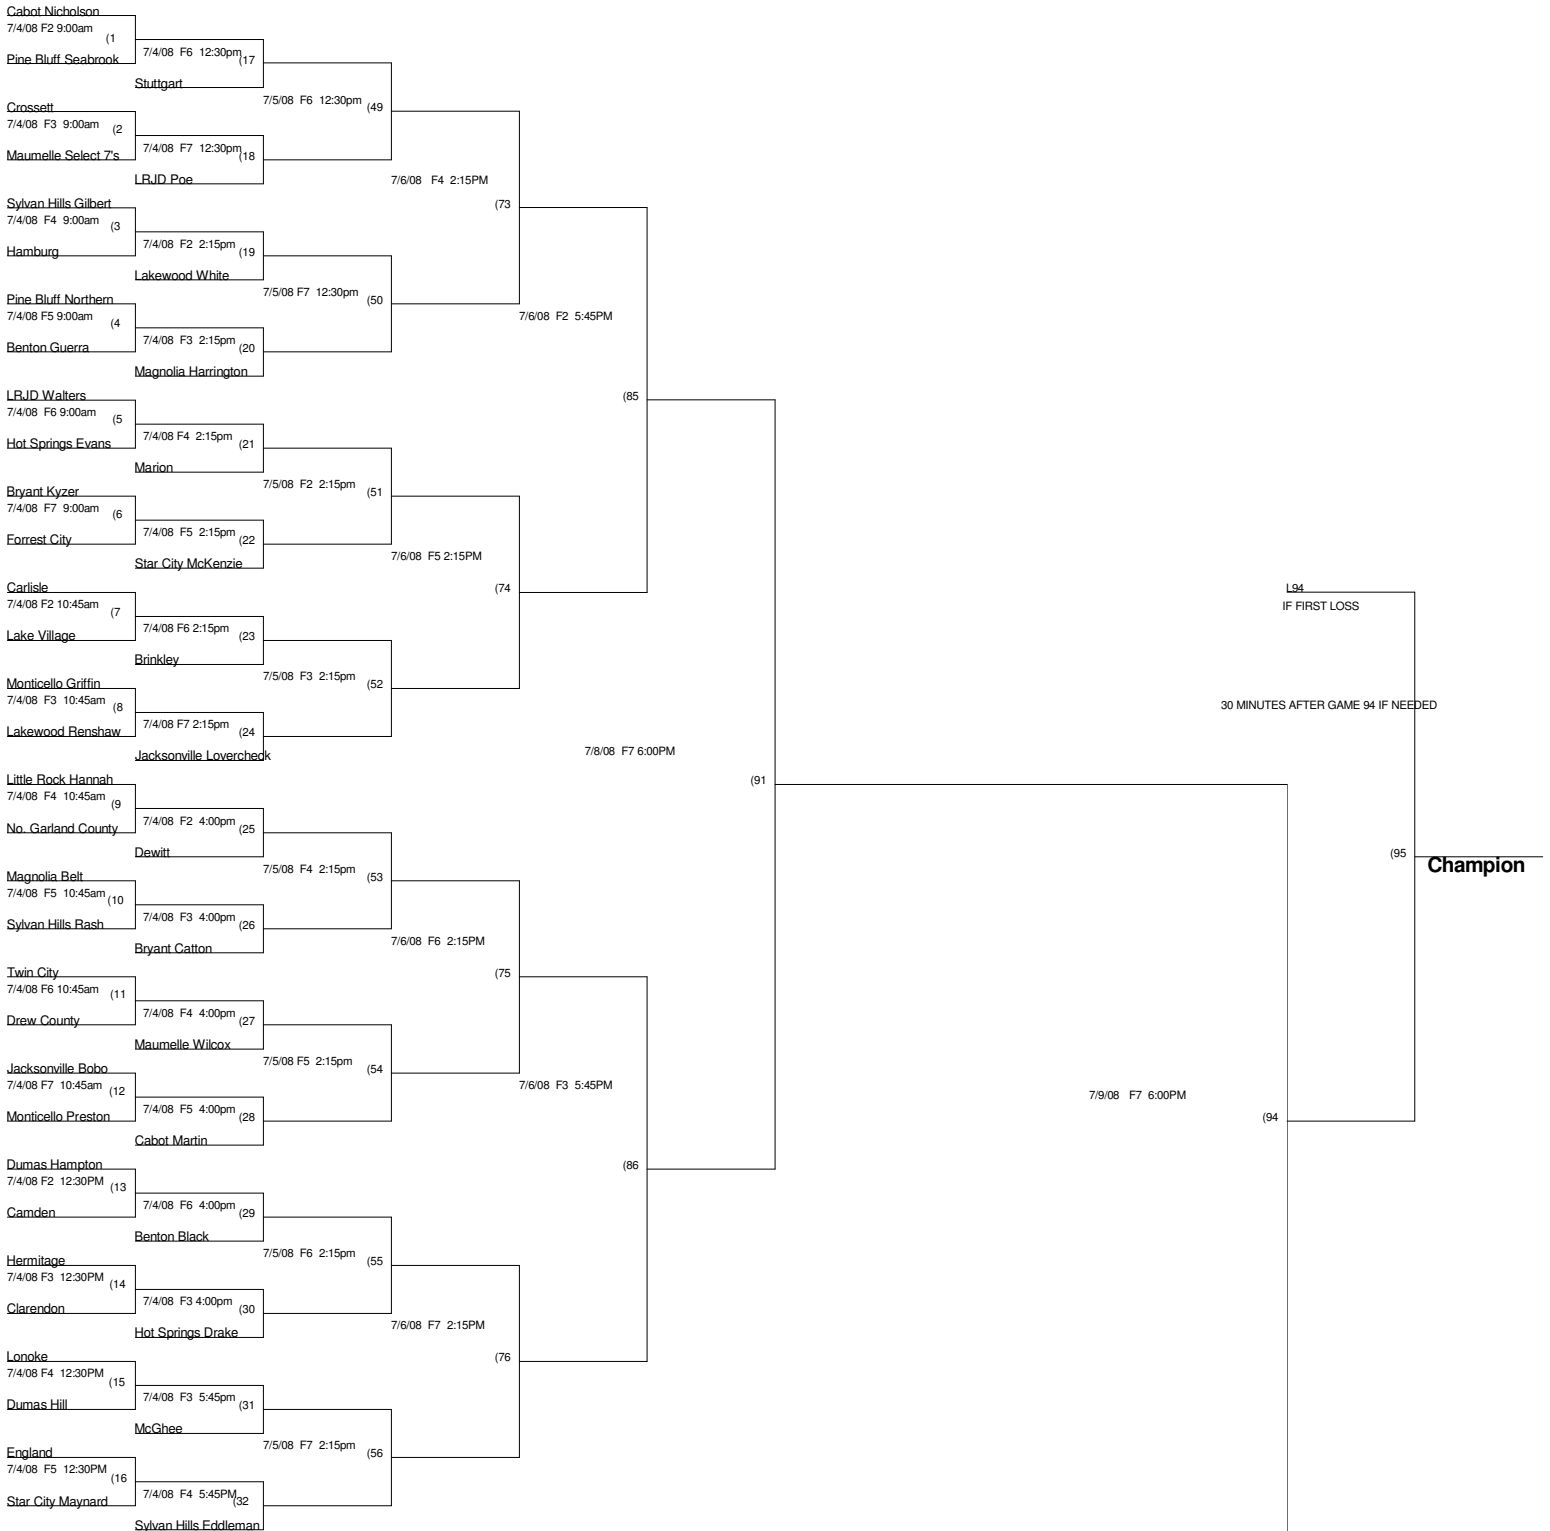 Cabot Nicholson
7/4/08 F2 9:00am (1
Pine Bluff Seabrook
7/4/08 F6 12:30pm (17
Stuttgart
7/5/08 F6 12:30pm (49
Crossett
7/4/08 F3 9:00am (2
Maumelle Select 7's
7/4/08 F7 12:30pm (18
LRJD Poe
7/6/08 F4 2:15PM
(73
Sylvan Hills Gilbert
7/4/08 F4 9:00am (3
Hamburg
7/4/08 F2 2:15pm (19
Lakewood White
7/5/08 F7 12:30pm (50
Pine Bluff Northern
7/4/08 F5 9:00am (4
Benton Guerra
7/4/08 F3 2:15pm (20
Magnolia Harrington
7/6/08 F2 5:45PM
(85
LRJD Walters
7/4/08 F6 9:00am (5
Hot Springs Evans
7/4/08 F4 2:15pm (21
Marion
7/5/08 F2 2:15pm (51
Bryant Kyzer
7/4/08 F7 9:00am (6
Forrest City
7/4/08 F5 2:15pm (22
Star City McKenzie
7/6/08 F5 2:15PM
(74
Carlisle
7/4/08 F2 10:45am (7
Lake Village
7/4/08 F6 2:15pm (23
Brinkley
7/5/08 F3 2:15pm (52
Monticello Griffin
7/4/08 F3 10:45am (8
Lakewood Renshaw
7/4/08 F7 2:15pm (24
Jacksonville Lovercheck
7/8/08 F7 6:00PM
(91
L94
IF FIRST LOSS
30 MINUTES AFTER GAME 94 IF NEEDED
(95
Champion
Little Rock Hannah
7/4/08 F4 10:45am (9
No. Garland County
7/4/08 F2 4:00pm (25
Dewitt
7/5/08 F4 2:15pm (53
Magnolia Belt
7/4/08 F5 10:45am (10
Sylvan Hills Rash
7/4/08 F3 4:00pm (26
Bryant Catton
7/6/08 F6 2:15PM
(75
Twin City
7/4/08 F6 10:45am (11
Drew County
7/4/08 F4 4:00pm (27
Maumelle Wilcox
7/5/08 F5 2:15pm (54
Jacksonville Bobo
7/4/08 F7 10:45am (12
Monticello Preston
7/4/08 F5 4:00pm (28
Cabot Martin
7/6/08 F3 5:45PM
(86
7/9/08 F7 6:00PM
(94
Dumas Hampton
7/4/08 F2 12:30PM (13
Camden
7/4/08 F6 4:00pm (29
Benton Black
7/5/08 F6 2:15pm (55
Hermitage
7/4/08 F3 12:30PM (14
Clarendon
7/4/08 F3 4:00pm (30
Hot Springs Drake
7/6/08 F7 2:15PM
(76
Lonoke
7/4/08 F4 12:30PM (15
Dumas Hill
7/4/08 F3 5:45pm (31
McGhee
7/5/08 F7 2:15pm (56
England
7/4/08 F5 12:30PM (16
Star City Maynard
7/4/08 F4 5:45PM (32
Sylvan Hills Eddleman